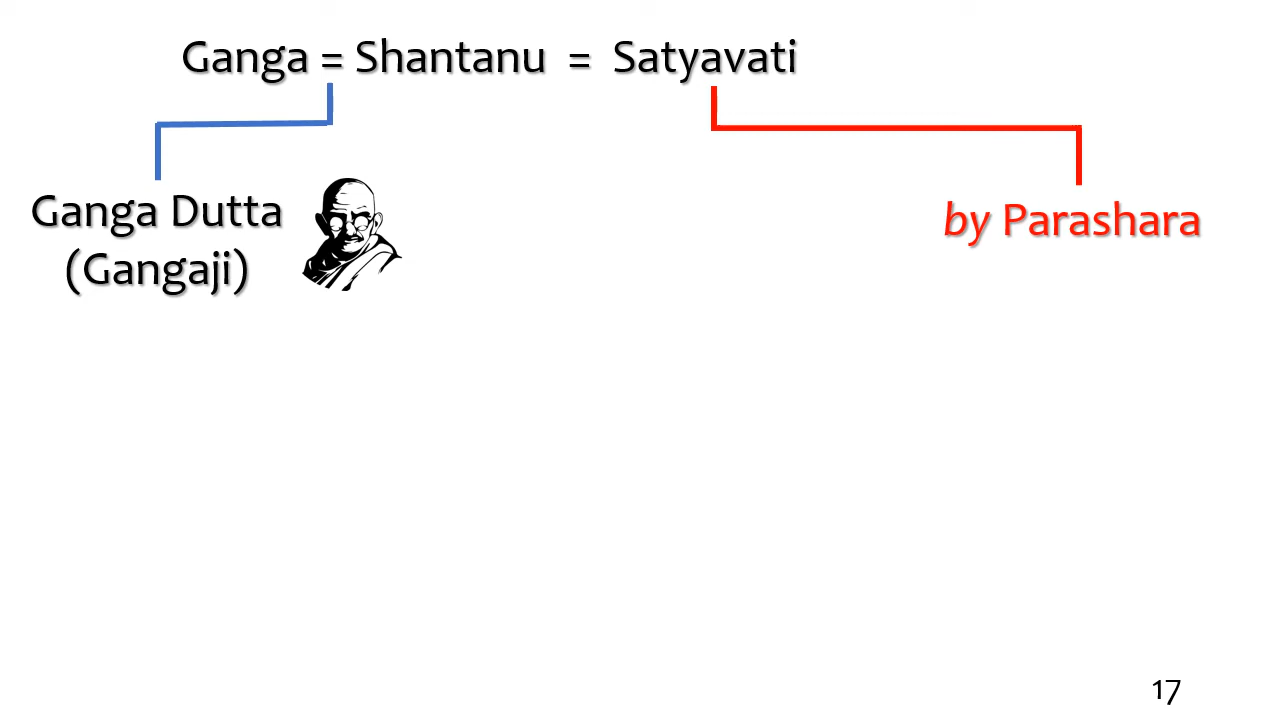 Ganga = Shantanu = Satyavati
Ganga Dutta
(Gangaji)
by Parashara
17